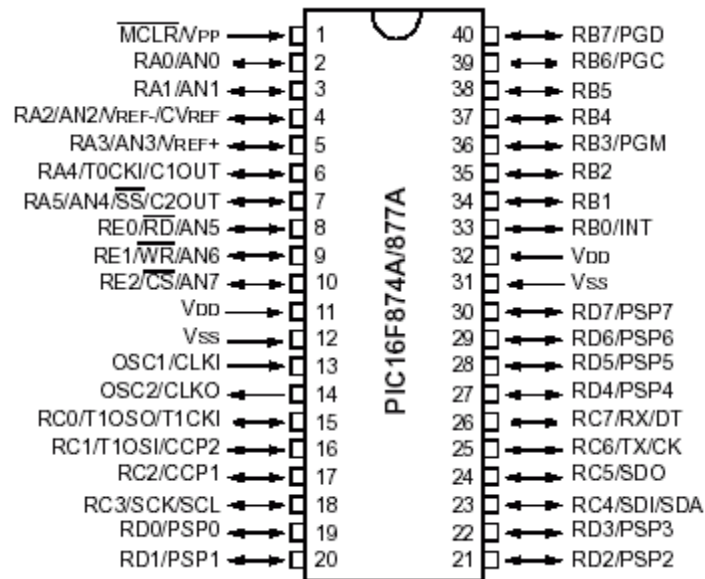 MCLR/VPP 1 40 RB7/PGD
RA0/AN0 2 39 RB6/PGC
RA1/AN1 3 38 RB5
RA2/AN2/VREF-/CVREF 4 37 RB4
RA3/AN3/VREF+ 5 36 RB3/PGM
RA4/T0CKI/C1OUT 6 35 RB2
RA5/AN4/SS/C2OUT 7 34 RB1
RE0/RD/AN5 8 33 RB0/INT
RE1/WR/AN6 9 32 VDD
RE2/CS/AN7 10 31 VSS
VDD 11 30 RD7/PSP7
VSS 12 29 RD6/PSP6
OSC1/CLKI 13 28 RD5/PSP5
OSC2/CLKO 14 27 RD4/PSP4
RC0/T1OSO/T1CKI 15 26 RC7/RX/DT
RC1/T1OSI/CCP2 16 25 RC6/TX/CK
RC2/CCP1 17 24 RC5/SDO
RC3/SCK/SCL 18 23 RC4/SDI/SDA
RD0/PSP0 19 22 RD3/PSP3
RD1/PSP1 20 21 RD2/PSP2
PIC16F874A/877A